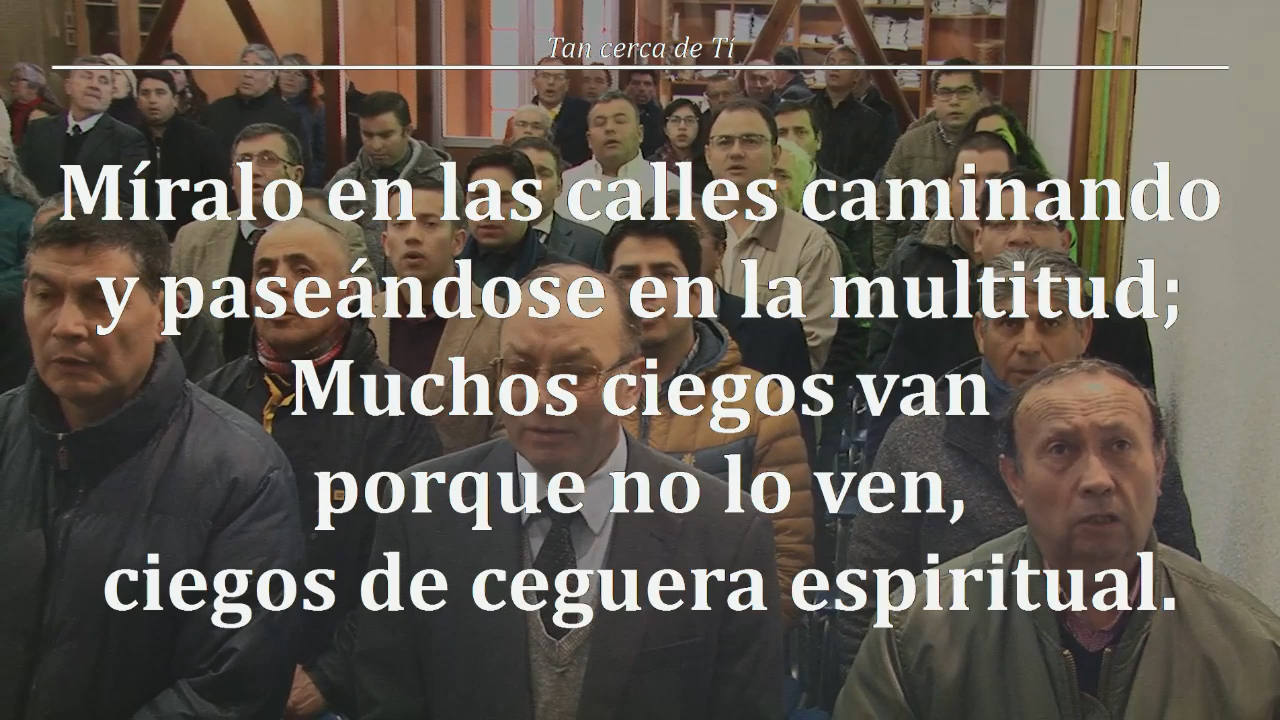 Tan cerca de Tí
Míralo en las calles caminando
y paseándose en la multitud;
Muchos ciegos van
porque no lo ven,
ciegos de ceguera espiritual.